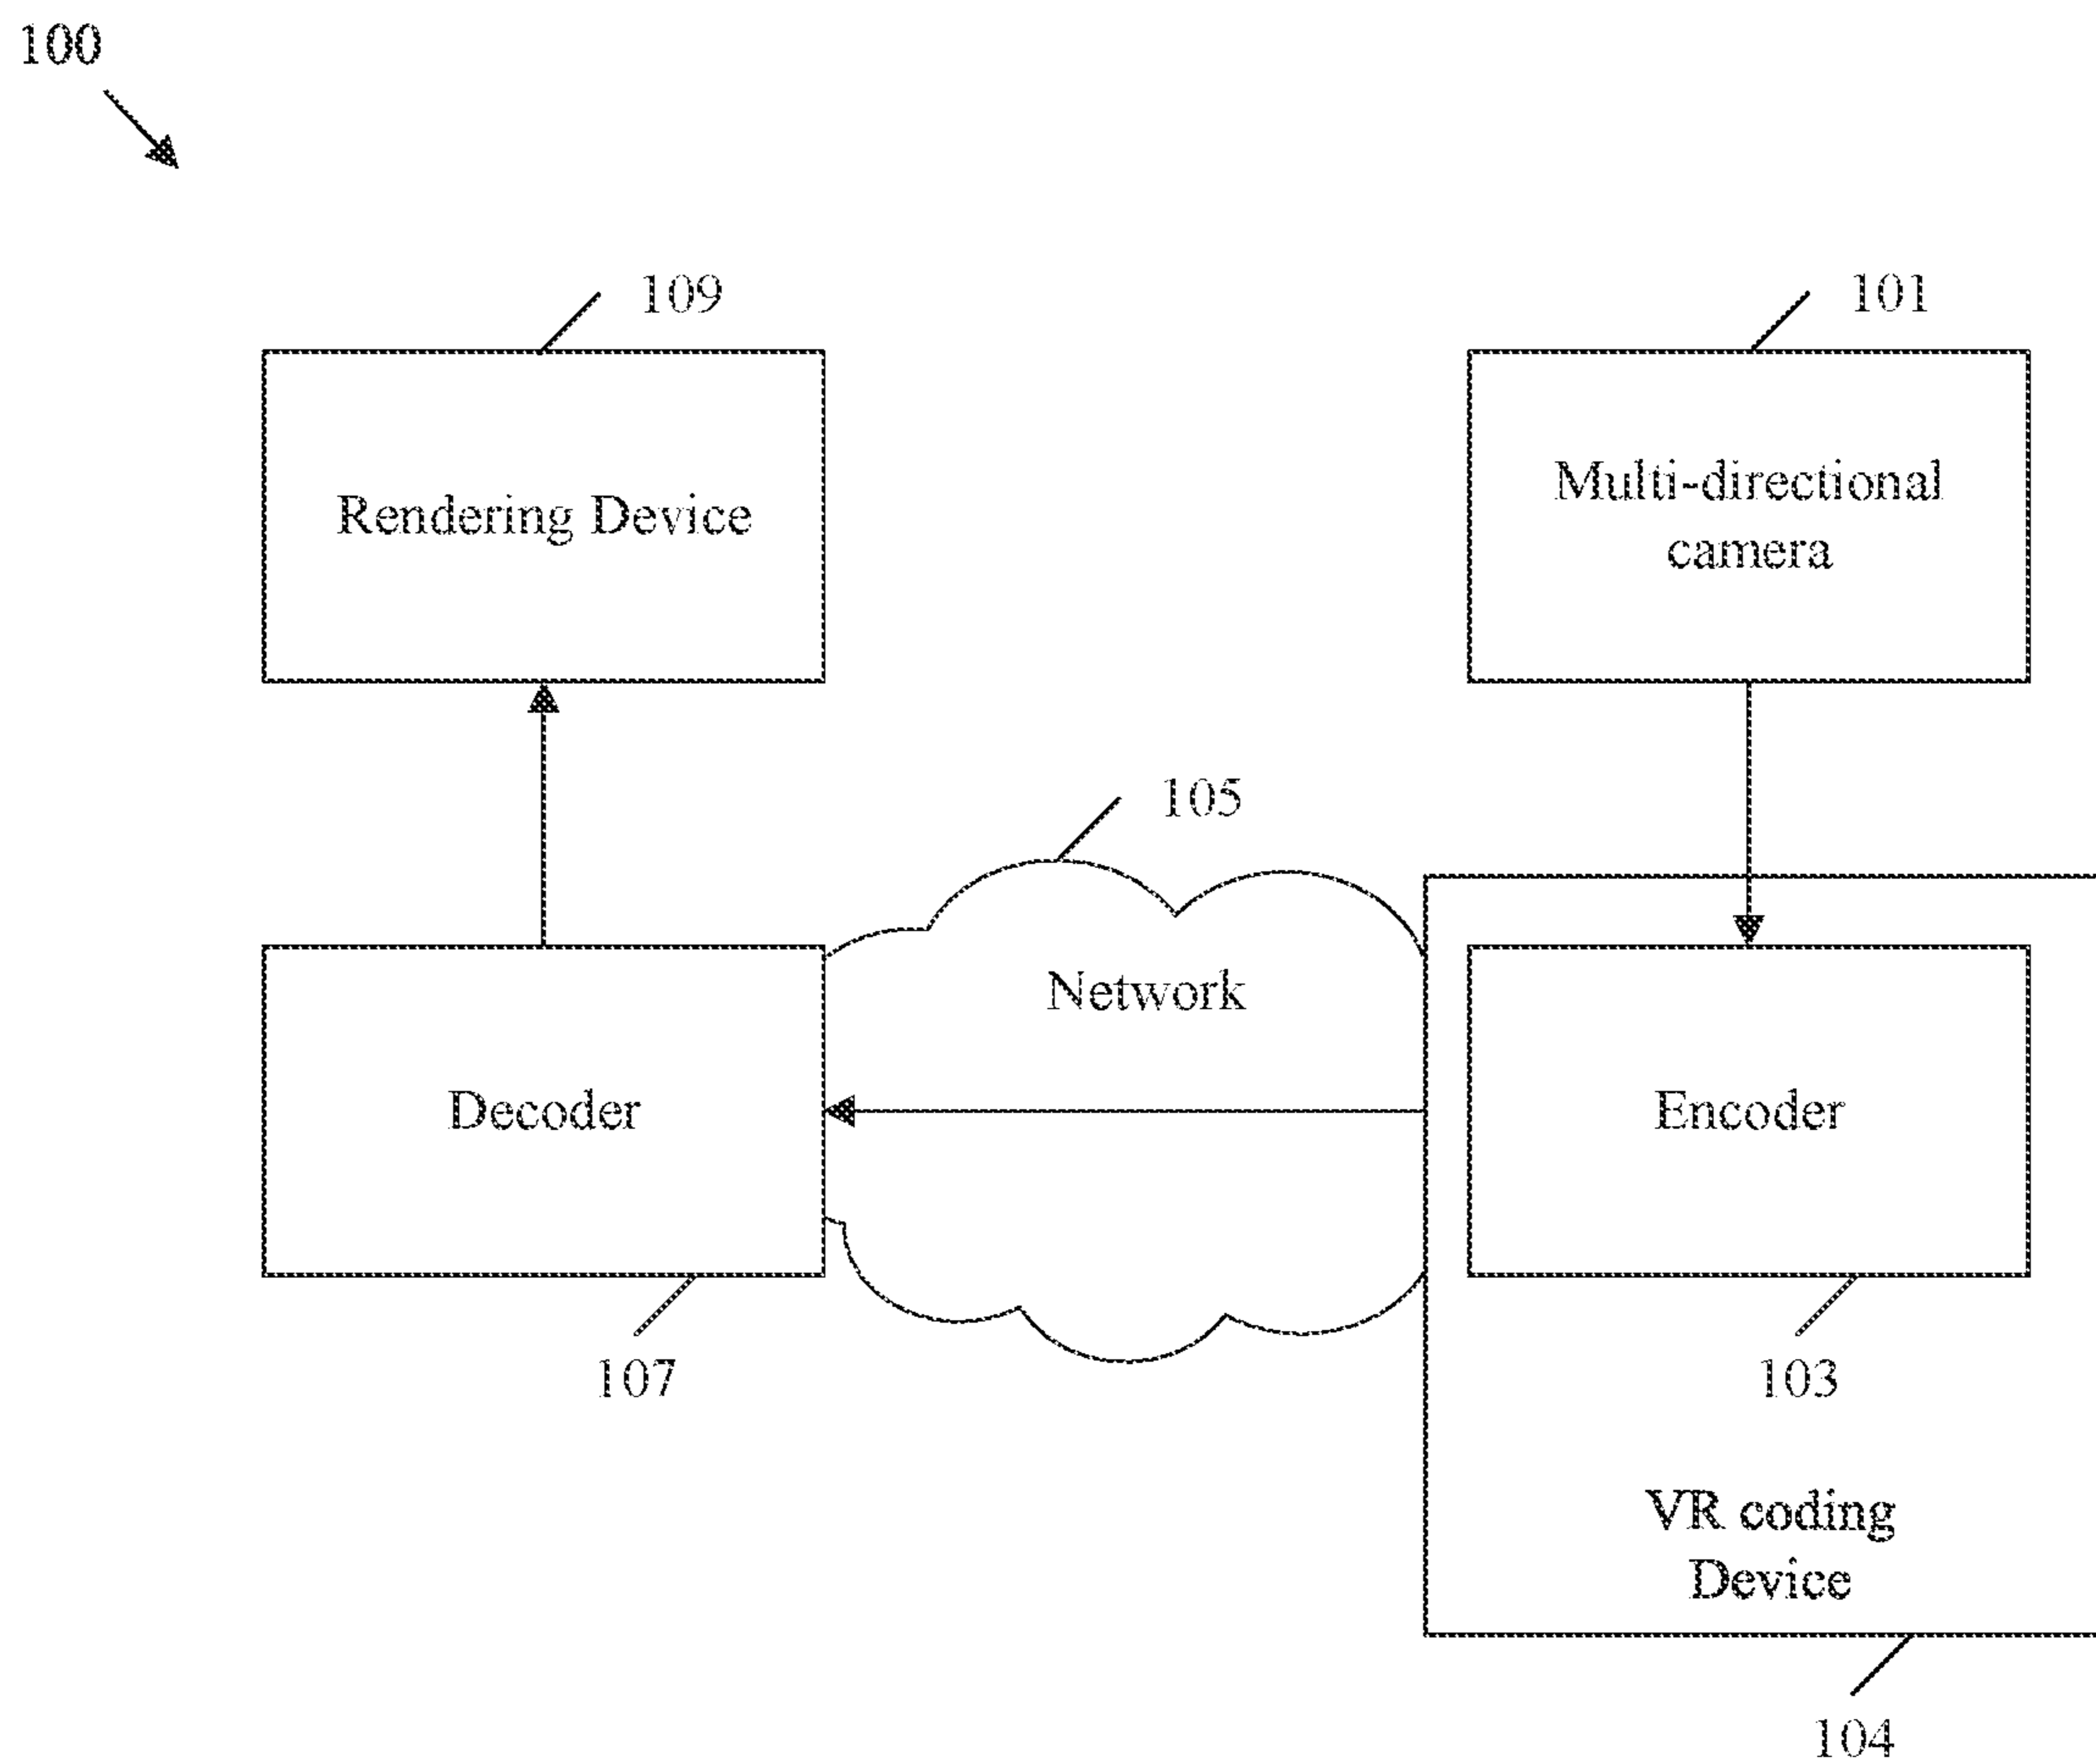 100
109
101
Rendering Device
Multi-directional
camera
105
Network
Decoder
Encoder
107
103
VR coding
Device
104